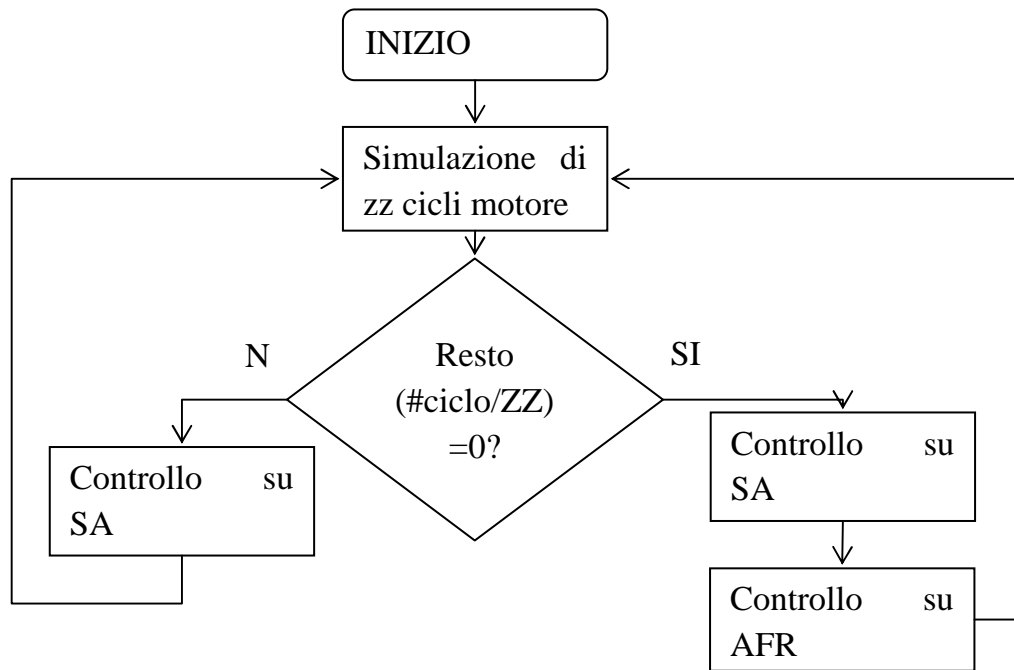 INIZIO
Simulazione di
zz cicli motore
N
Resto
SI
(#ciclo/ZZ)
=0?
Controllo su
SA
Controllo su
SA
Controllo su
AFR